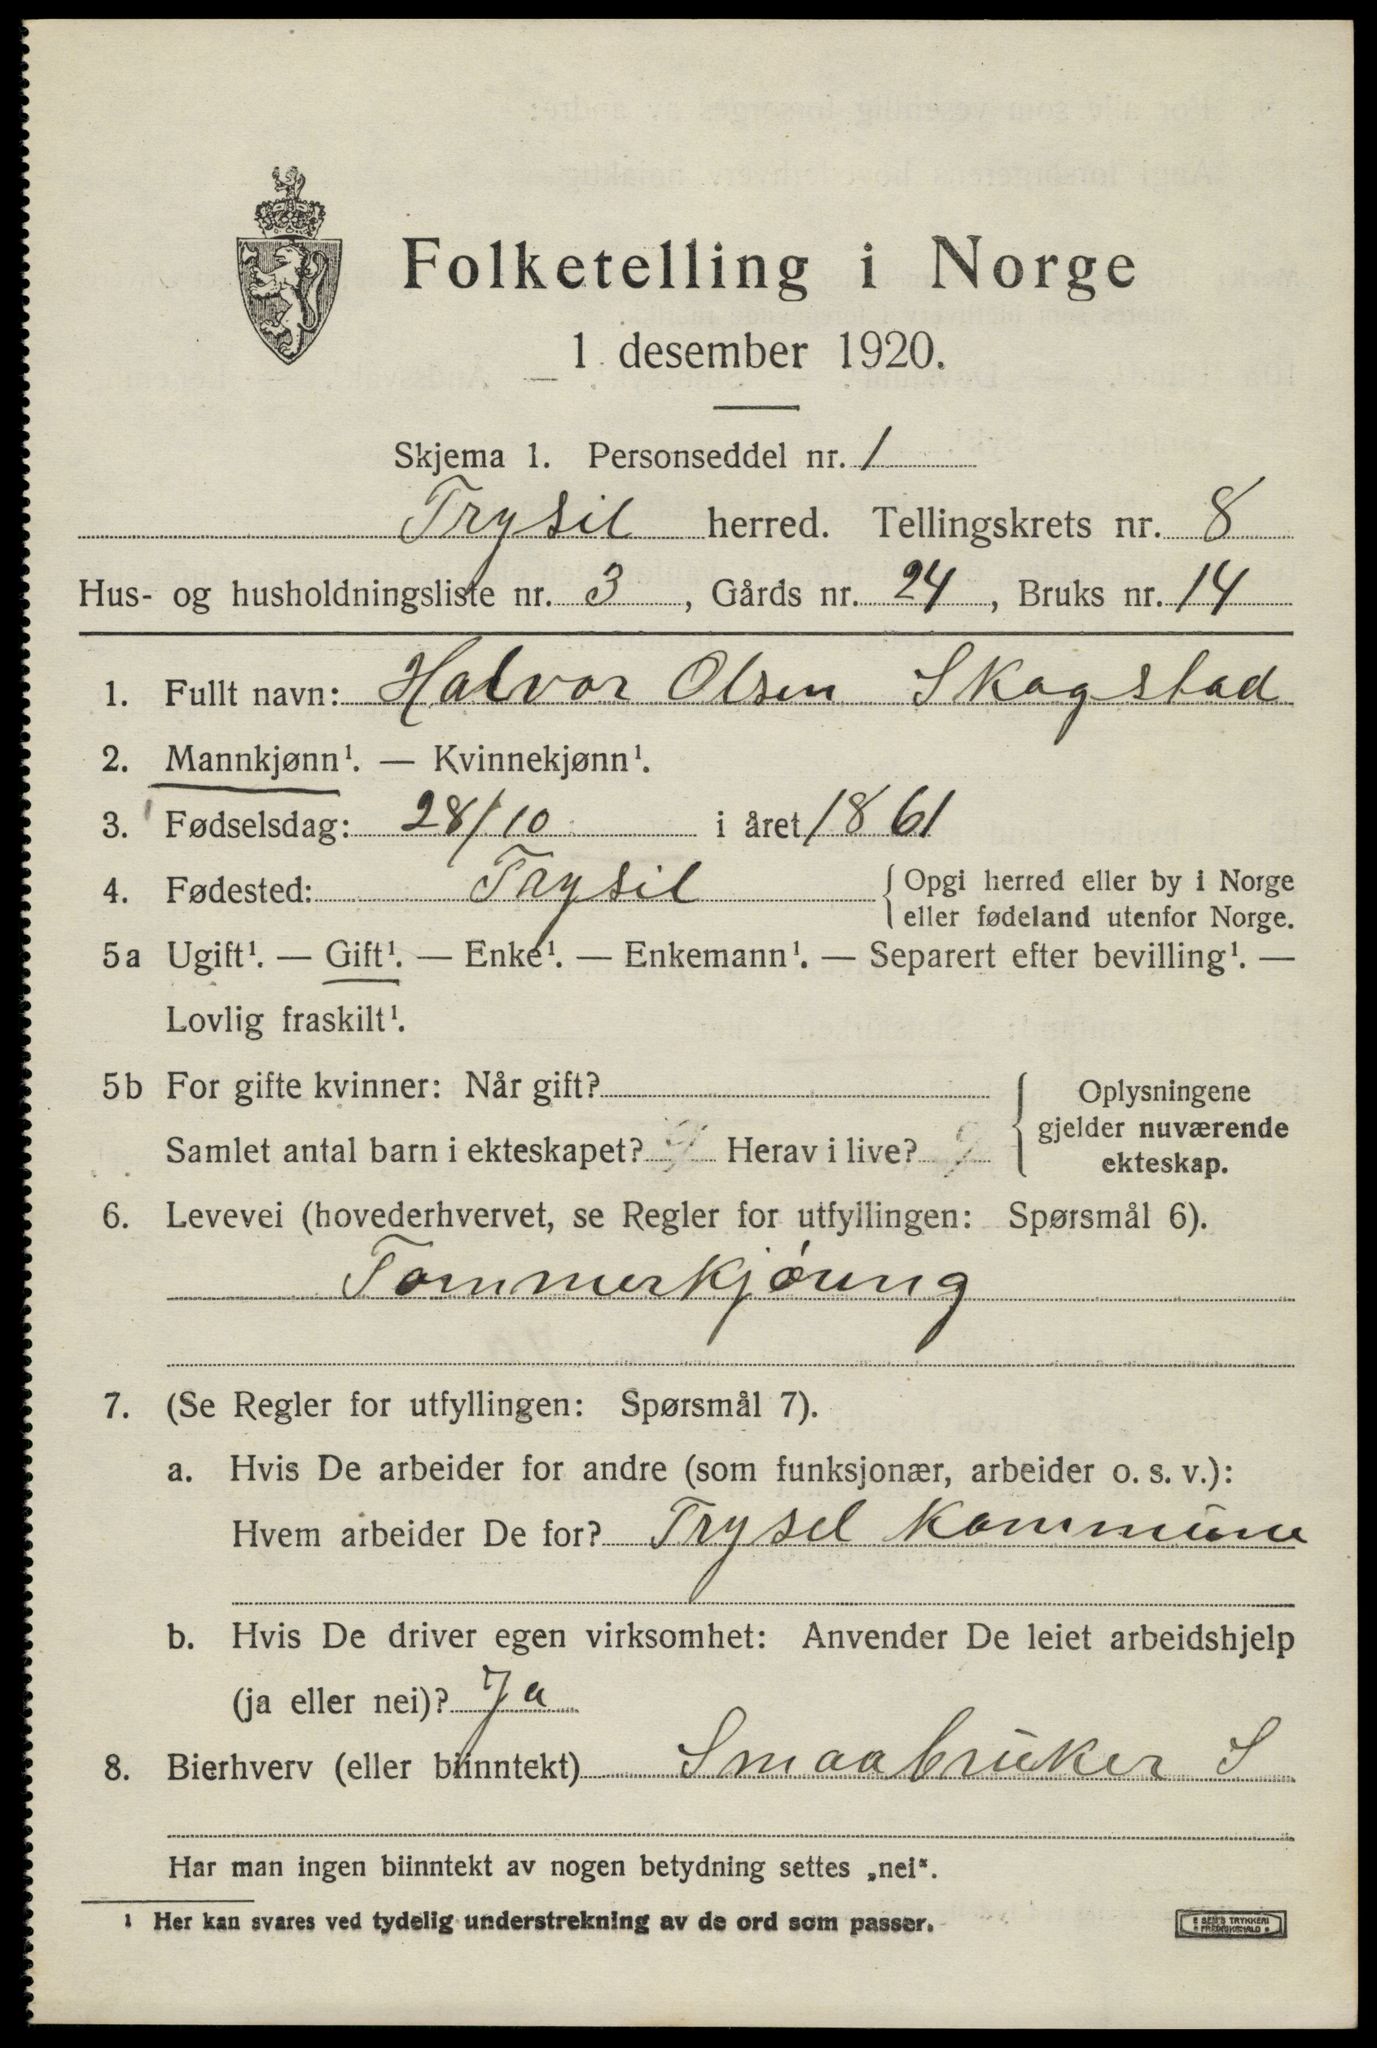 Folketelling i Norge
1 desember 1920.
Skjema 1. Personseddel nr. 1
Trysil herred. Tellingskrets nr. 8
Hus- og husholdningsliste nr. 3, Gårds nr. 24, Bruks nr. 14
1. Fullt navn: Halvor Olsen Skogstad
2. Mannkjønn¹. — Kvinnekjønn¹.
3. Fødselsdag: 28/10 i året 1861
4. Fødested: Trysil { Opgi herred eller by i Norge
eller fødeland utenfor Norge.
5a Ugift¹. — Gift¹. — Enke¹. — Enkemann¹. — Separert efter bevilling¹. —
Lovlig fraskilt¹.
5b For gifte kvinner: Når gift?
Samlet antal barn i ekteskapet? 9 Herav i live? 9
{ Oplysningene
gjelder nuværende
ekteskap.
6. Levevei (hovederhvervet, se Regler for utfyllingen: Spørsmål 6).
Tømmerkjøring
7. (Se Regler for utfyllingen: Spørsmål 7).
a. Hvis De arbeider for andre (som funksjonær, arbeider o. s. v.):
Hvem arbeider De for? Trysel Kommune
b. Hvis De driver egen virksomhet: Anvender De leiet arbeidshjelp
(ja eller nei)? Ja
8. Bierhverv (eller biinntekt) Smaabruker S
Har man ingen biinntekt av nogen betydning settes „nei".
¹ Her kan svares ved tydelig understrekning av de ord som passer.
SEM'S TRYKKERI
FREDRIKSHALD